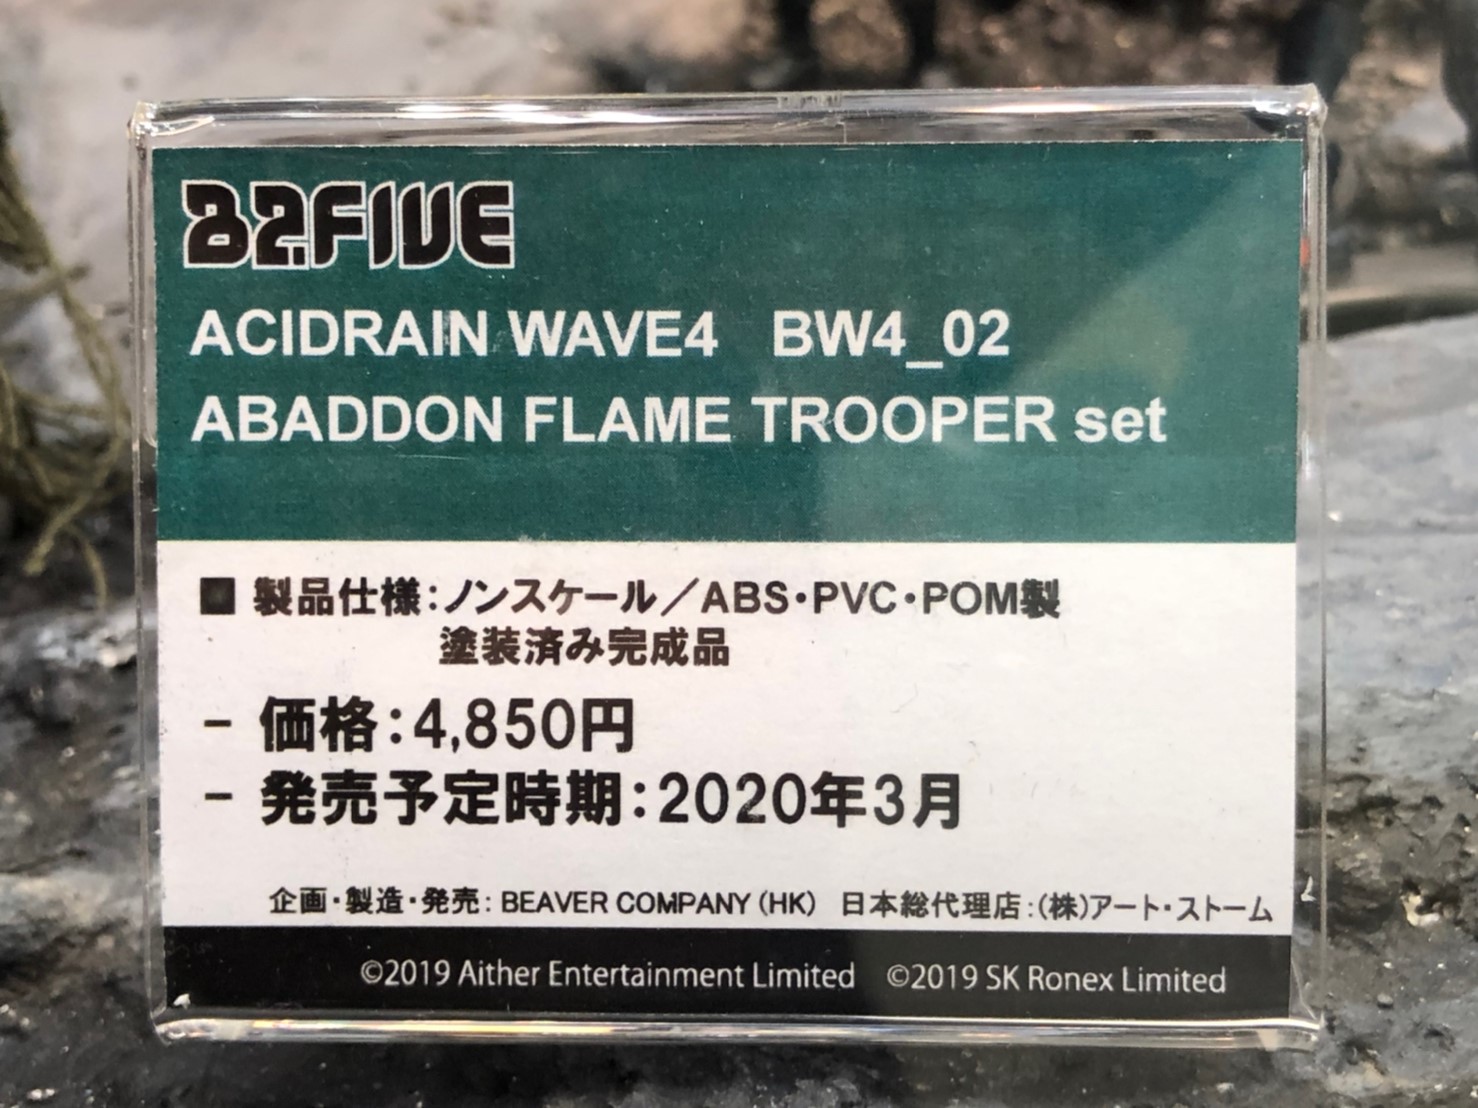 B2FIVE
ACIDRAIN WAVE4 BW4_02
ABADDON FLAME TROOPER set
■ 製品仕様:ノンスケール/ABS・PVC・POM製
塗装済み完成品
- 価格:4,850円
- 発売予定時期:2020年3月
企画・製造・発売: BEAVER COMPANY (HK) 日本総代理店:(株)アート・ストーム
©2019 Aither Entertainment Limited ©2019 SK Ronex Limited